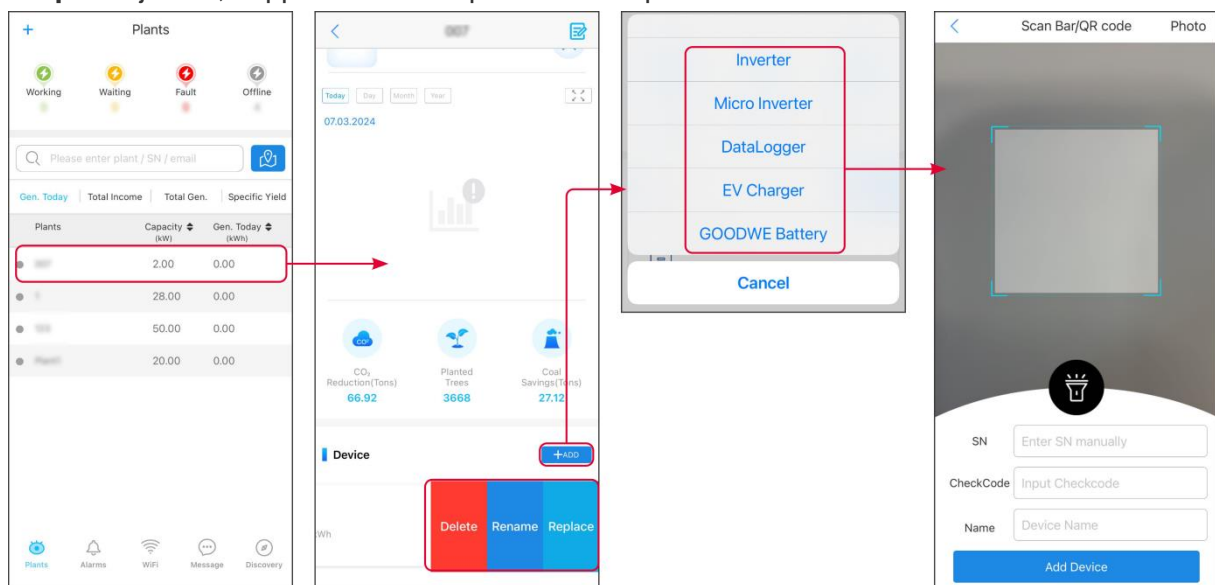 + Plants
Working Waiting Fault Offline
Please enter plant / SN / email
Gen. Today Total Income Total Gen. Specific Yield
Plants Capacity Gen. Today
(kW) (kWh)
2.00 0.00
28.00 0.00
50.00 0.00
20.00 0.00
Plants Alarms WiFi Message Discovery
007
Today Day Month Year
07.03.2024
CO₂
CO₂
Reduction(Tons)
66.92
Planted
Trees
3668
Coal
Savings(Tons)
27.12
Device +ADD
Wh Delete Rename Replace
Inverter
Micro Inverter
DataLogger
EV Charger
GOODWE Battery
Cancel
Scan Bar/QR code Photo
SN Enter SN manually
CheckCode Input Checkcode
Name Device Name
Add Device